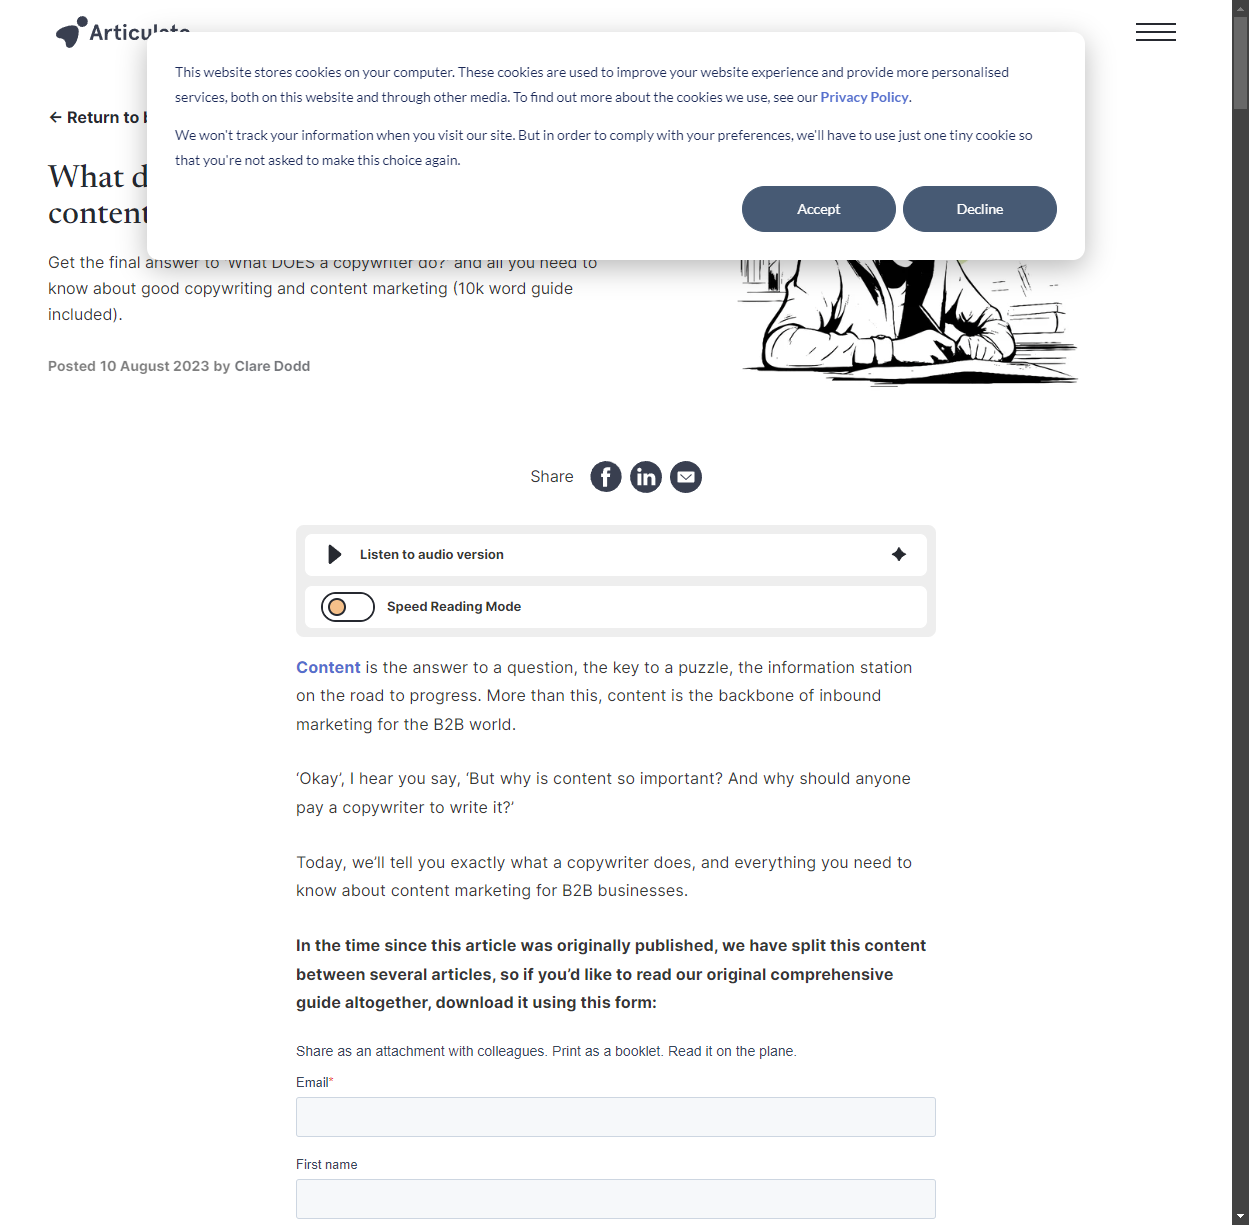 This website stores cookies on your computer. These cookies are used to improve your website experience and provide more personalised
services, both on this website and through other media. To find out more about the cookies we use, see our Privacy Policy.
We won't track your information when you visit our site. But in order to comply with your preferences, we'll have to use just one tiny cookie so
that you're not asked to make this choice again.
Accept
Decline
← Return to
What d
content
Get the final answer to 'What DOES a copywriter do?' and all you need to
know about good copywriting and content marketing (10k word guide
included).
Posted 10 August 2023 by Clare Dodd
Share
Listen to audio version
Speed Reading Mode
Content is the answer to a question, the key to a puzzle, the information station
on the road to progress. More than this, content is the backbone of inbound
marketing for the B2B world.
‘Okay’, I hear you say, ‘But why is content so important? And why should anyone
pay a copywriter to write it?’
Today, we’ll tell you exactly what a copywriter does, and everything you need to
know about content marketing for B2B businesses.
In the time since this article was originally published, we have split this content
between several articles, so if you’d like to read our original comprehensive
guide altogether, download it using this form:
Share as an attachment with colleagues. Print as a booklet. Read it on the plane.
Email*
First name